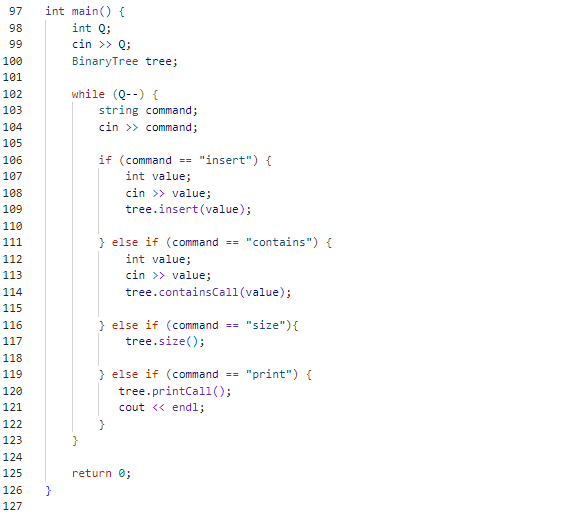 97 int main() {
98     int Q;
99     cin >> Q;
100     BinaryTree tree;
101
102     while (Q--) {
103         string command;
104         cin >> command;
105
106         if (command == "insert") {
107             int value;
108             cin >> value;
109             tree.insert(value);
110
111         } else if (command == "contains") {
112             int value;
113             cin >> value;
114             tree.containsCall(value);
115
116         } else if (command == "size"){
117             tree.size();
118
119         } else if (command == "print") {
120            tree.printCall();
121            cout << endl;
122         }
123     }
124
125     return 0;
126 }
127